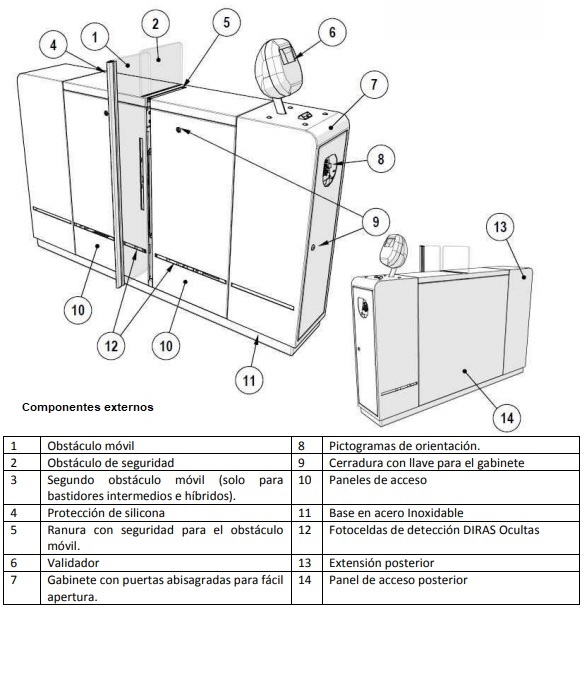 1
2
5
4
6
7
8
9
13
10
12
10
11
14
Componentes externos
1 Obstáculo móvil 8 Pictogramas de orientación.
2 Obstáculo de seguridad 9 Cerradura con llave para el gabinete
3 Segundo obstáculo móvil (solo para 10 Paneles de acceso
bastidores intermedios e híbridos).
4 Protección de silicona 11 Base en acero Inoxidable
5 Ranura con seguridad para el obstáculo 12 Fotoceldas de detección DIRAS Ocultas
móvil.
6 Validador 13 Extensión posterior
7 Gabinete con puertas abisagradas para fácil 14 Panel de acceso posterior
apertura.